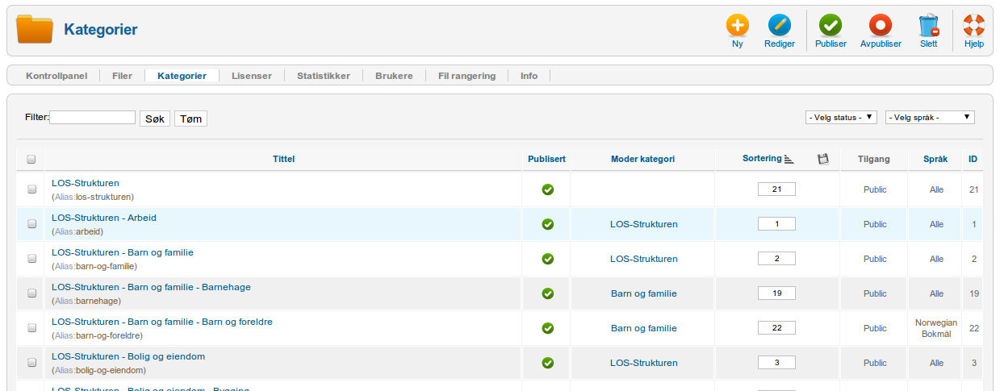 Kategorier
Ny Rediger Publiser Avpubliser Slett Hjelp
Kontrollpanel Filer Kategorier Lisenser Statistikker Brukere Fil rangering Info
Filter: Søk Tøm - Velg status - - Velg språk -
Tittel Publisert Moder kategori Sortering Tilgang Språk ID
LOS-Strukturen
(Alias:los-strukturen)
21 Public Alle 21
LOS-Strukturen - Arbeid
(Alias:arbeid)
LOS-Strukturen 1 Public Alle 1
LOS-Strukturen - Barn og familie
(Alias:barn-og-familie)
LOS-Strukturen 2 Public Alle 2
LOS-Strukturen - Barn og familie - Barnehage
(Alias:barnehage)
Barn og familie 19 Public Alle 19
LOS-Strukturen - Barn og familie - Barn og foreldre
(Alias:barn-og-foreldre)
Barn og familie 22 Public Norwegian Bokmål 22
LOS-Strukturen - Bolig og eiendom
(Alias:bolig-og-eiendom)
LOS-Strukturen 3 Public Alle 3
LOS-Strukturen - Bolig og eiendom - Bygging